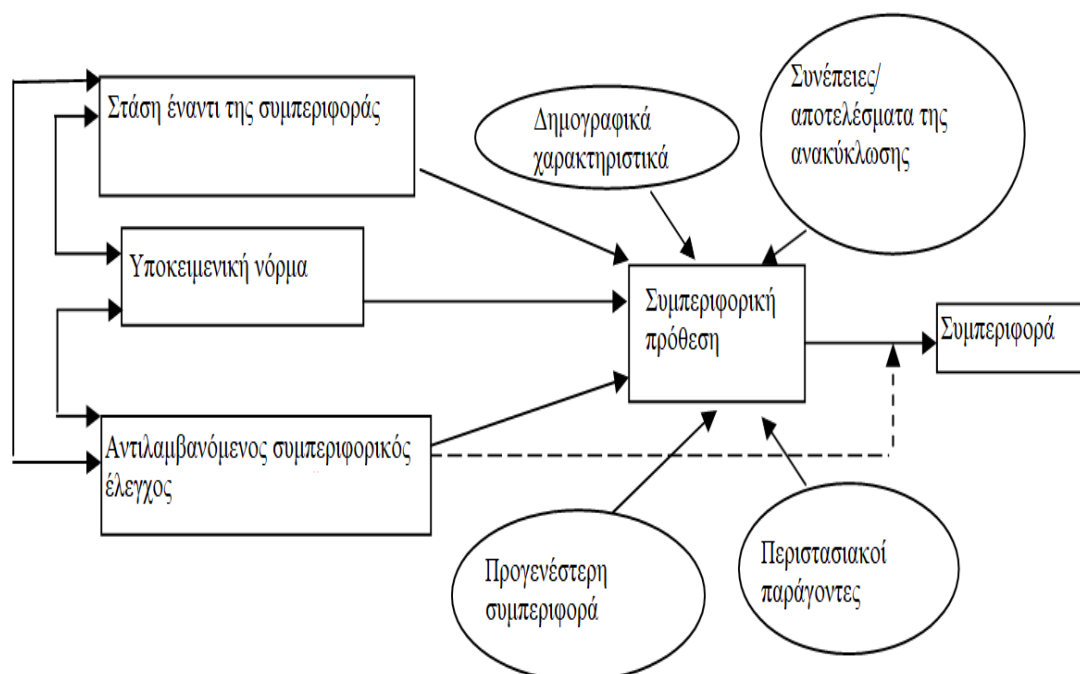 Στάση έναντι της συμπεριφοράς
Δημογραφικά
χαρακτηριστικά
Συνέπειες/
αποτελέσματα της
ανακύκλωσης
Υποκειμενική νόρμα
Συμπεριφορική
πρόθεση
Συμπεριφορά
Αντιλαμβανόμενος συμπεριφορικός
έλεγχος
Προγενέστερη
συμπεριφορά
Περιστασιακοί
παράγοντες